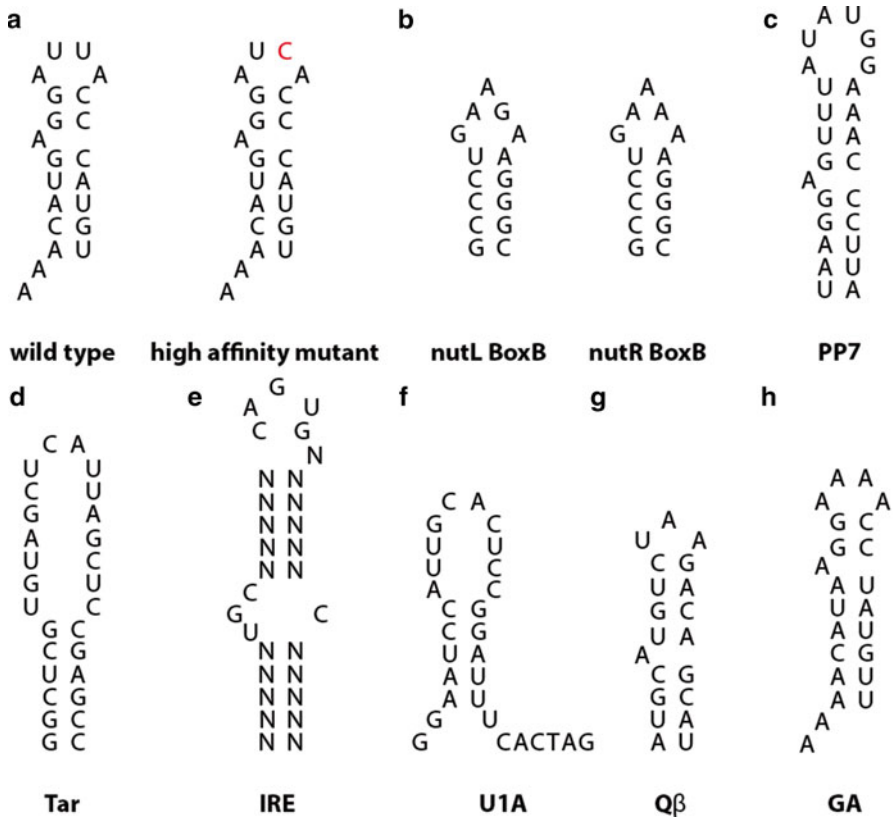 a
U U
A A
G C
G C
A
G C
U A
A U
C G
A U
A
A
wild type
U C
A A
G C
G C
A
G C
U A
A U
C G
A U
A
A
high affinity mutant
b
A
A G
G A
U A
C G
C G
C G
G C
nutL BoxB
A
A A
G A
U A
C G
C G
C G
G C
nutR BoxB
c
A U
U G
A G
U A
U A
U A
G C
A
G C
G C
A U
A U
U A
PP7
d
C A
U U
C U
G A
A G
U C
G U
U C
G C
C G
U A
C G
G C
G C
Tar
e
G
A U
C G
N
N N
N N
N N
N N
N N
C
G C
U
N N
N N
N N
N N
N N
IRE
f
C A
G C
U U
U C
A C
C G
C G
U A
A U
A U
G U
G CACTAG
U1A
g
A
U A
C G
U A
G C
U A
A
C G
G C
U A
A U
Qβ
h
A A
A A
G C
G C
A
A U
U A
A U
C G
A U
A U
A
A
GA